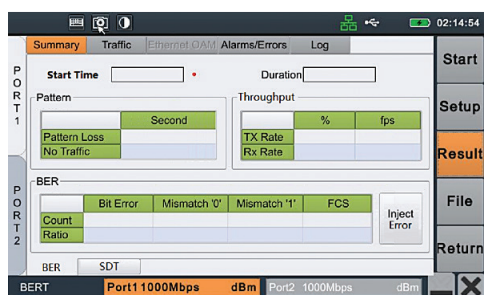 02:14:54
Summary Traffic Ethernet OAM Alarms/Errors Log
Start
Start Time Duration
PORT1
Pattern Throughput
Setup
Second % fps
Pattern Loss TX Rate
No Traffic Rx Rate
Result
BER
PORT2
Bit Error Mismatch '0' Mismatch '1' FCS
File
Count
Ratio
Inject
Error
Return
BER SDT
BERT Port1 1000Mbps dBm Port2 1000Mbps dBm